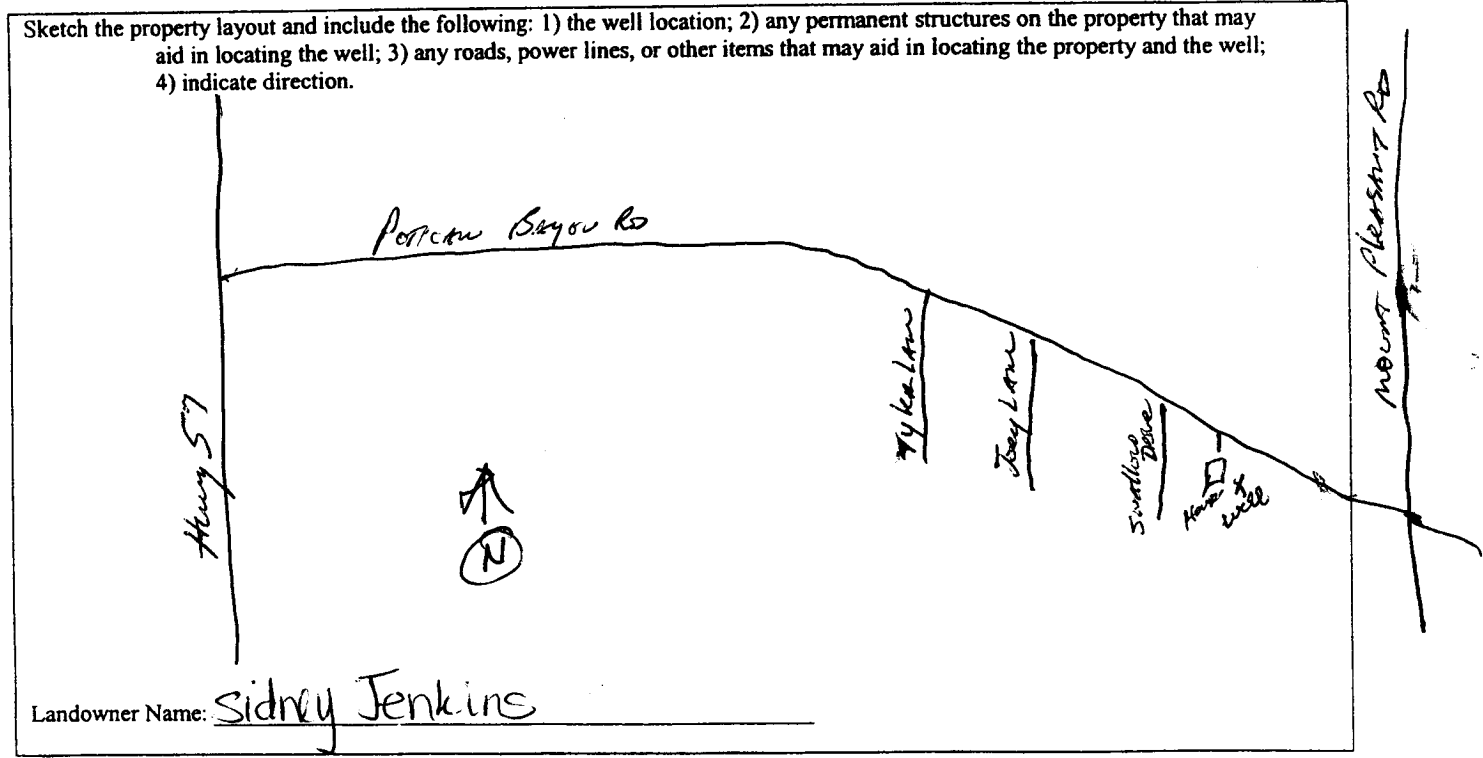 Sketch the property layout and include the following: 1) the well location; 2) any permanent structures on the property that may
aid in locating the well; 3) any roads, power lines, or other items that may aid in locating the property and the well;
4) indicate direction.
Bayou Rd
MOUNT PLEASANT RD
Lane
Joey Lane
Swallow
Drive
House
Well
N
Landowner Name: Sidney Jenkins